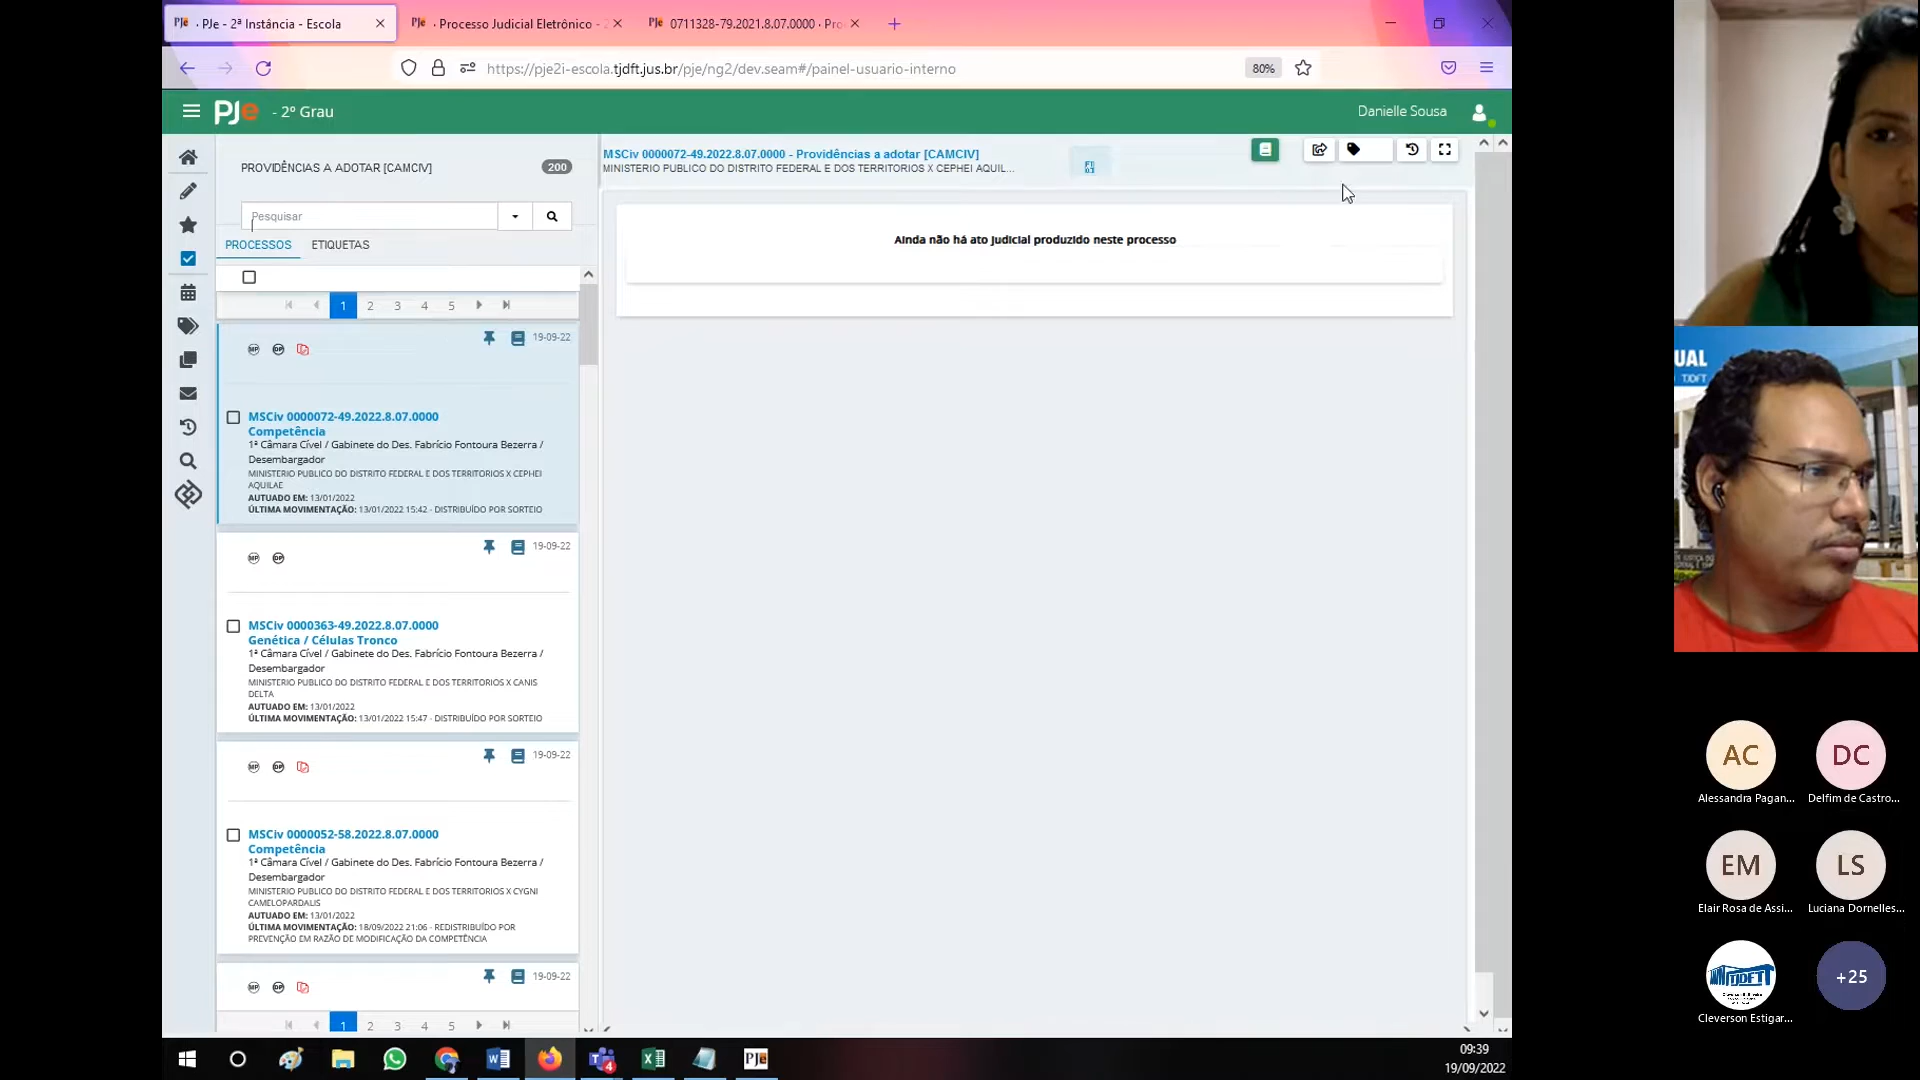 PJe · PJe - 2ª Instância - Escola
PJe · Processo Judicial Eletrônico - 2
PJe 0711328-79.2021.8.07.0000 · Pro
https://pje2i-escola.tjdft.jus.br/pje/ng2/dev.seam#/painel-usuario-interno
80%
PJe - 2º Grau
Danielle Sousa
PROVIDÊNCIAS A ADOTAR [CAMCIV]
200
Pesquisar
PROCESSOS ETIQUETAS
1 2 3 4 5
19-09-22
MSCiv 0000072-49.2022.8.07.0000
Competência
1ª Câmara Cível / Gabinete do Des. Fabrício Fontoura Bezerra /
Desembargador
MINISTERIO PUBLICO DO DISTRITO FEDERAL E DOS TERRITORIOS X CEPHEI
AQUILAE
AUTUADO EM: 13/01/2022
ÚLTIMA MOVIMENTAÇÃO: 13/01/2022 15:42 - DISTRIBUÍDO POR SORTEIO
19-09-22
MSCiv 0000363-49.2022.8.07.0000
Genética / Células Tronco
1ª Câmara Cível / Gabinete do Des. Fabrício Fontoura Bezerra /
Desembargador
MINISTERIO PUBLICO DO DISTRITO FEDERAL E DOS TERRITORIOS X CANIS
DELTA
AUTUADO EM: 13/01/2022
ÚLTIMA MOVIMENTAÇÃO: 13/01/2022 15:47 - DISTRIBUÍDO POR SORTEIO
19-09-22
MSCiv 0000052-58.2022.8.07.0000
Competência
1ª Câmara Cível / Gabinete do Des. Fabrício Fontoura Bezerra /
Desembargador
MINISTERIO PUBLICO DO DISTRITO FEDERAL E DOS TERRITORIOS X CYGNI
CAMELOPARDALIS
AUTUADO EM: 13/01/2022
ÚLTIMA MOVIMENTAÇÃO: 18/09/2022 21:06 - REDISTRIBUÍDO POR
PREVENÇÃO EM RAZÃO DE MODIFICAÇÃO DA COMPETÊNCIA
19-09-22
1 2 3 4 5
MSCiv 0000072-49.2022.8.07.0000 - Providências a adotar [CAMCIV]
MINISTERIO PUBLICO DO DISTRITO FEDERAL E DOS TERRITORIOS X CEPHEI AQUIL...
Ainda não há ato judicial produzido neste processo
4
PJe
09:39
19/09/2022
UAL
TJDFT
AC
Alessandra Pagan...
DC
Delfim de Castro...
EM
Elair Rosa de Assi...
LS
Luciana Dornelles...
TJDFT
Cleverson Estigar...
+25